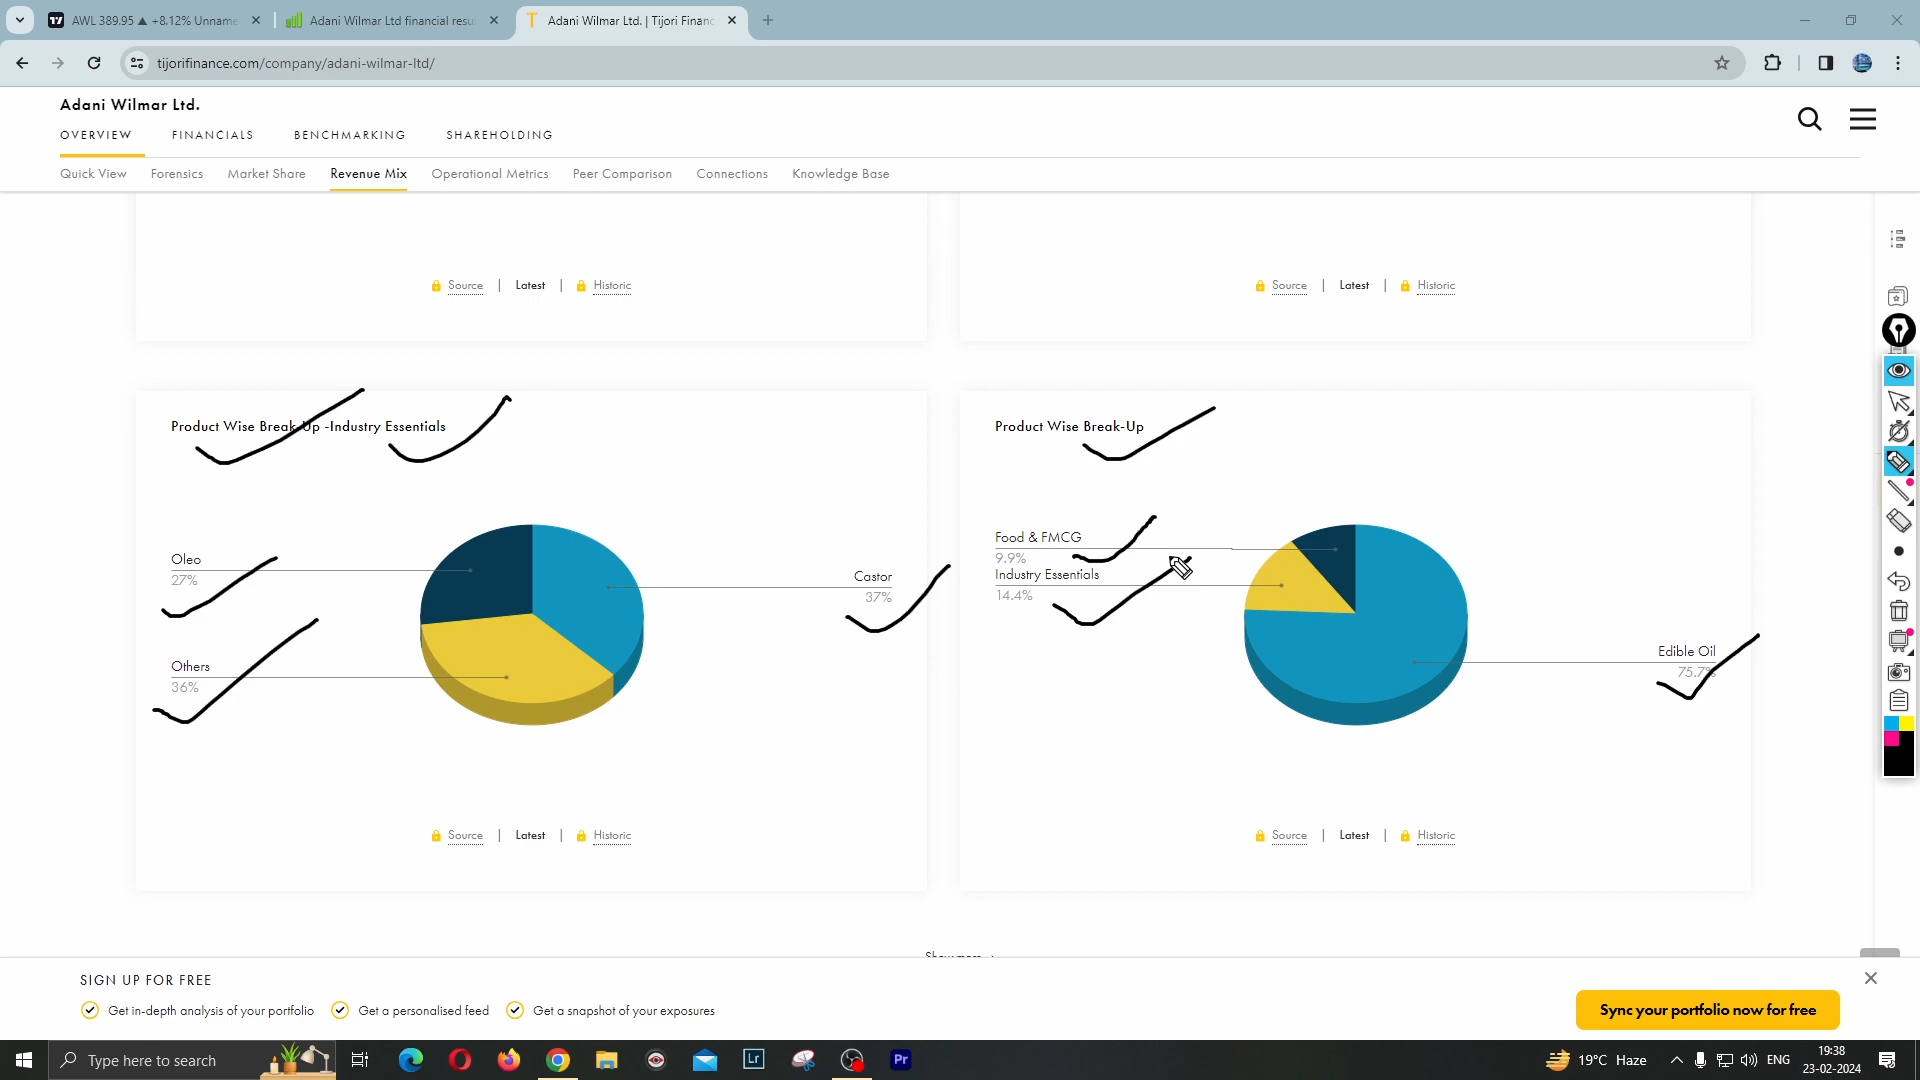 AWL 389.95 ▲ +8.12% Unname
Adani Wilmar Ltd financial resu
Adani Wilmar Ltd. | Tijori Financ
tijorifinance.com/company/adani-wilmar-ltd/
Adani Wilmar Ltd.
OVERVIEW FINANCIALS BENCHMARKING SHAREHOLDING
Quick View Forensics Market Share Revenue Mix Operational Metrics Peer Comparison Connections Knowledge Base
Source | Latest | Historic
Source | Latest | Historic
Product Wise Break-Up -Industry Essentials
Oleo
27%
Castor
37%
Others
36%
Source | Latest | Historic
Product Wise Break-Up
Food & FMCG
9.9%
Industry Essentials
14.4%
Edible Oil
75.7%
Source | Latest | Historic
Show more
SIGN UP FOR FREE
Get in-depth analysis of your portfolio Get a personalised feed Get a snapshot of your exposures
Sync your portfolio now for free
Type here to search
Lr
Pr
19°C Haze
ENG
19:38
23-02-2024